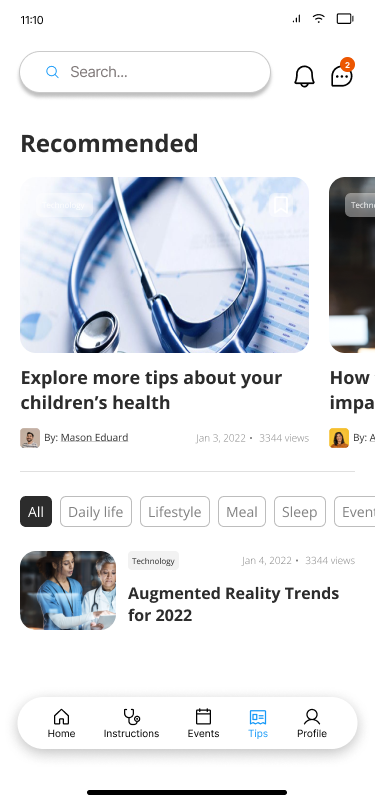 11:10
Search...
2
Recommended
Technology
Explore more tips about your
children's health
By: Mason Eduard
Jan 3, 2022 • 3344 views
How
impa
By: A
All
Daily life
Lifestyle
Meal
Sleep
Event
Technology
Jan 4, 2022 • 3344 views
Augmented Reality Trends
for 2022
Home
Instructions
Events
Tips
Profile